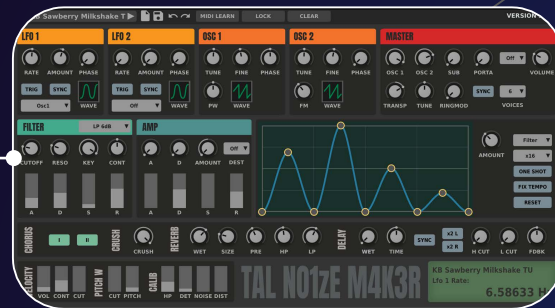 KB Sawberry Milkshake T MIDI LEARN LOCK CLEAR VERSION
LFO 1 LFO 2 OSC 1 OSC 2 MASTER
RATE AMOUNT PHASE RATE AMOUNT PHASE TUNE FINE PHASE TUNE FINE PHASE OSC 1 OSC 2 SUB PORTA Off VOLUME
TRIG SYNC TRIG SYNC SYNC 6
Osc1 WAVE Off WAVE PW WAVE FM WAVE TRANSP TUNE RINGMOD VOICES
FILTER LP 6dB AMP
CUTOFF RESO KEY CONT A D AMOUNT Off DEST AMOUNT Filter
x16
ONE SHOT
FIX TEMPO
RESET
A D S R A D S R
CHORUS I II CRUSH CRUSH REVERB WET SIZE PRE HP LP DELAY WET TIME SYNC x2 L x2 R H CUT L CUT FDBK
VELOCITY VOL CONT CUT PITCH W CUT PITCH CALIB HP DET NOISE DIST TAL NO1zE M4K3R KB Sawberry Milkshake TU
Lfo 1 Rate:
6.58633 H